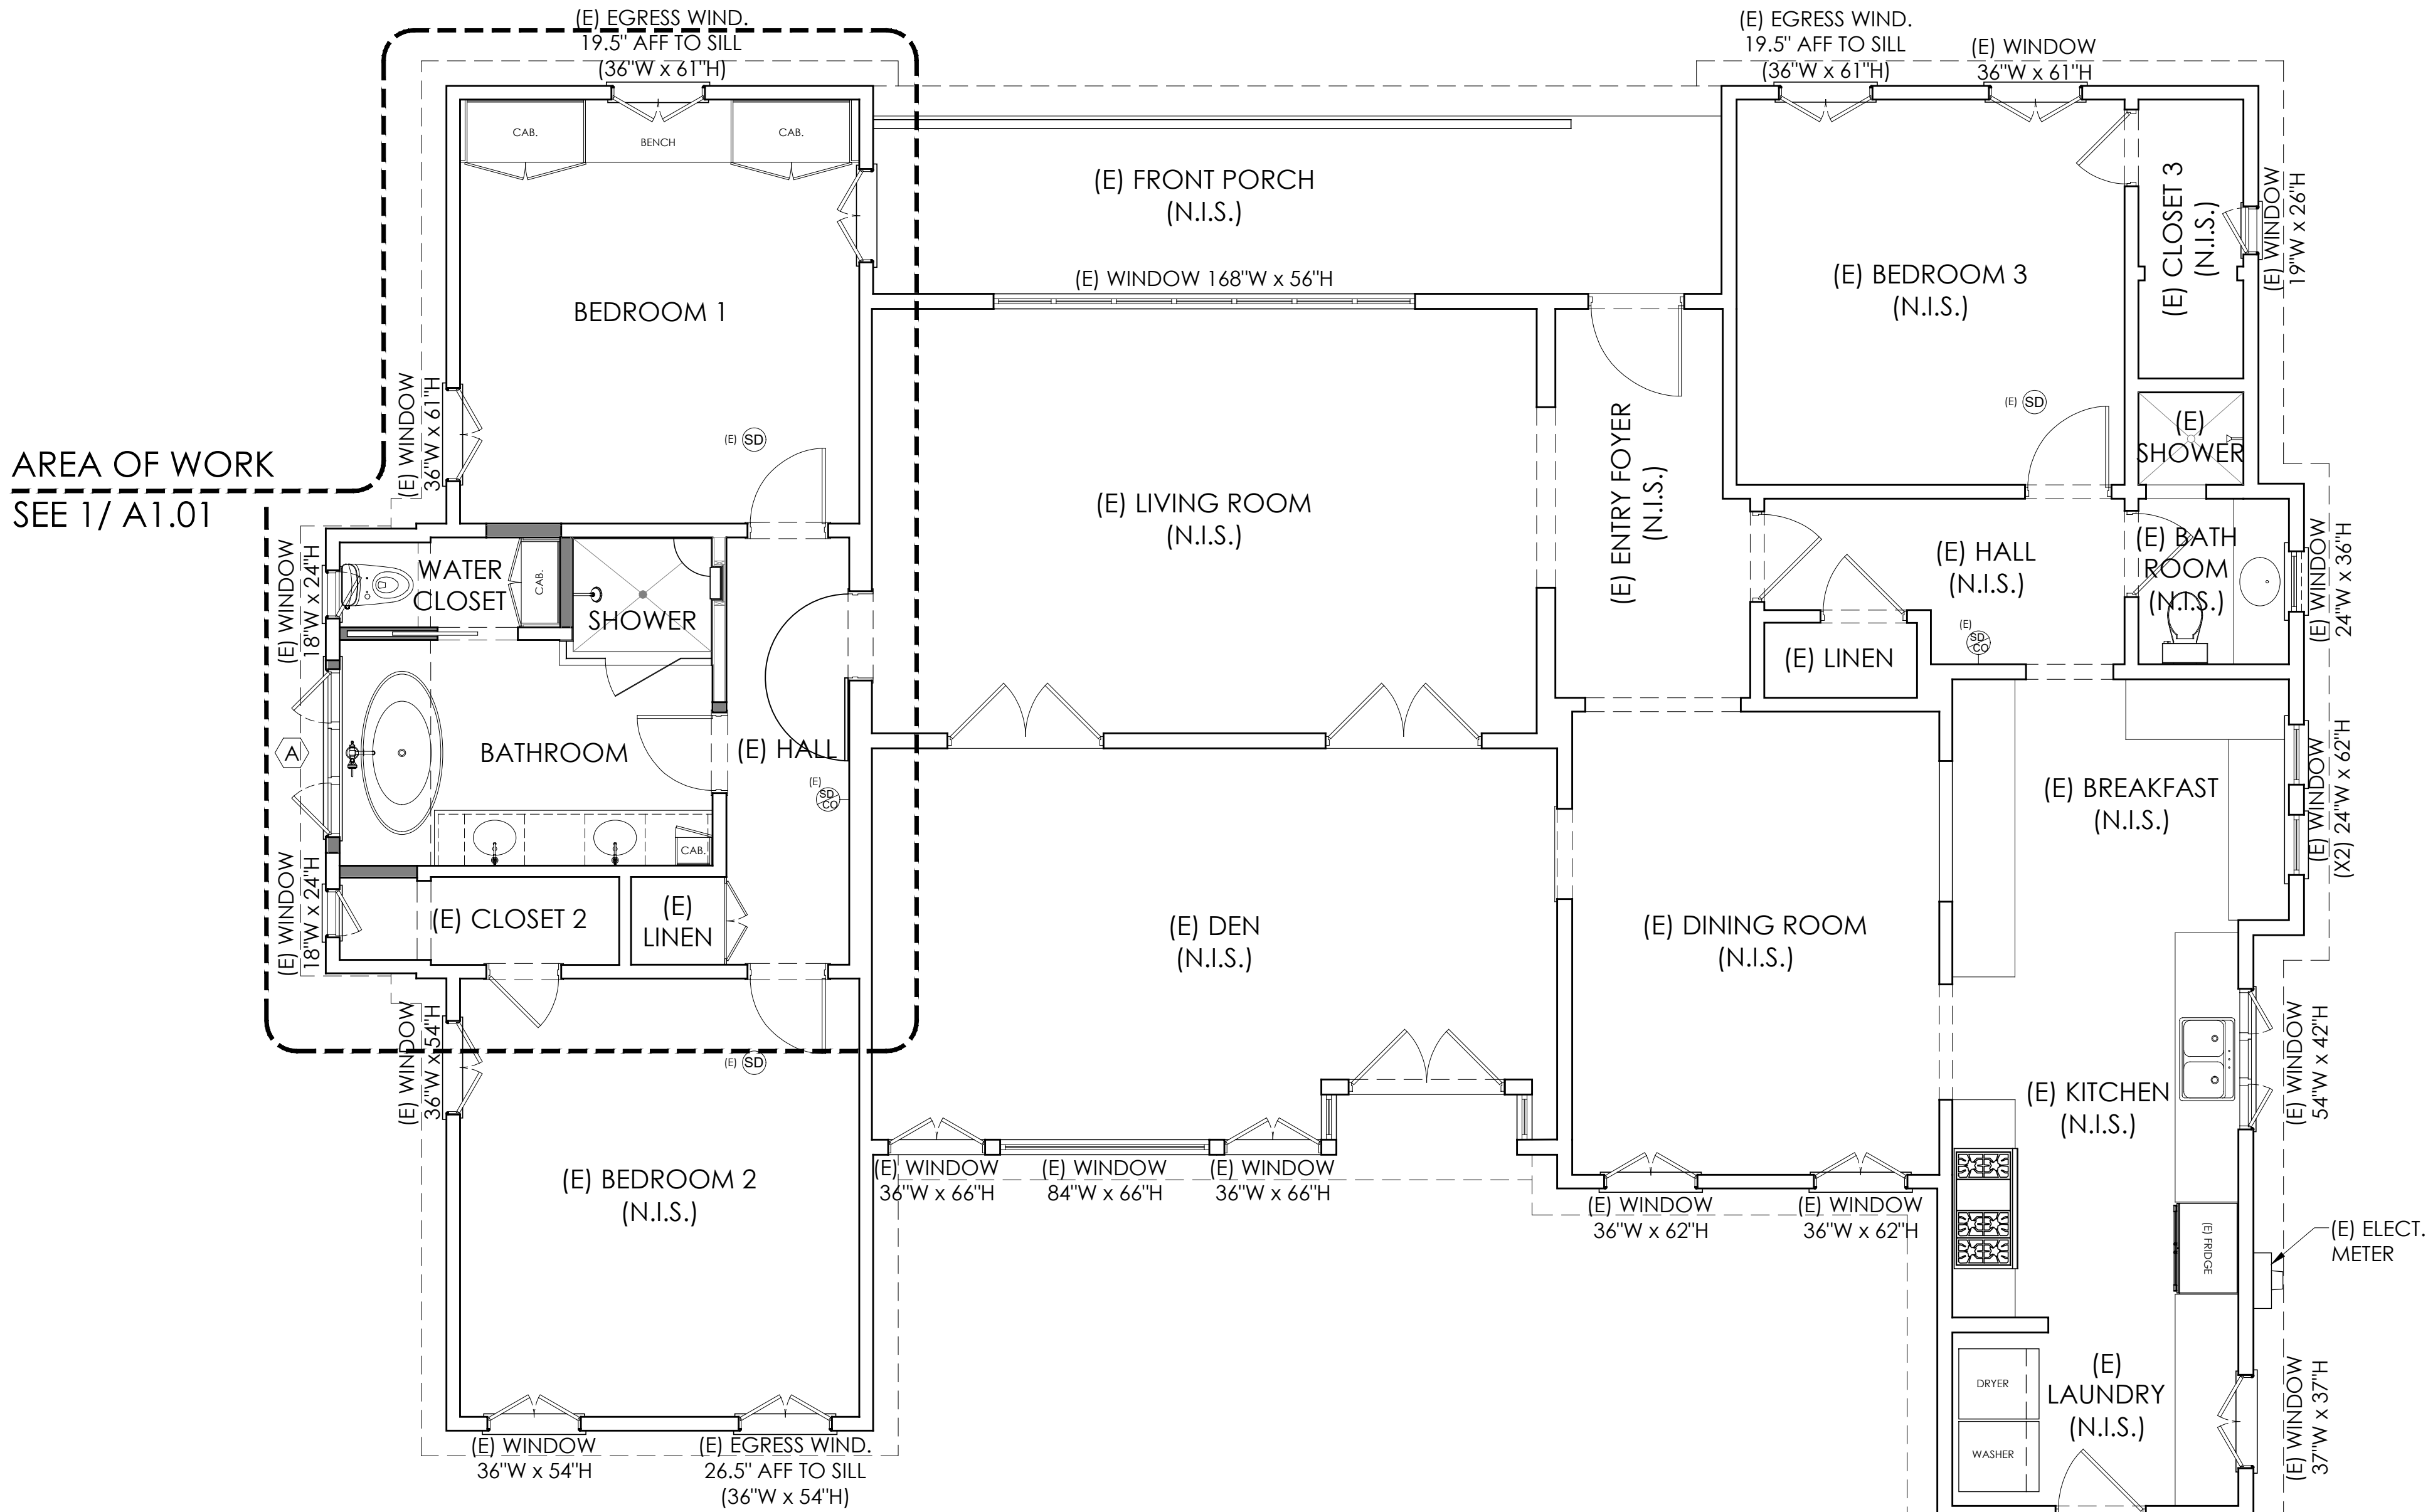 (E) EGRESS WIND.
19.5" AFF TO SILL
(36"W x 61"H)
(E) EGRESS WIND.
19.5" AFF TO SILL
(36"W x 61"H)
(E) WINDOW
36"W x 61"H
CAB.
BENCH
CAB.
(E) FRONT PORCH
(N.I.S.)
(E) CLOSET 3
(N.I.S.)
(E) WINDOW
19"W x 26"H
(E) WINDOW 168"W x 56"H
(E) BEDROOM 3
(N.I.S.)
BEDROOM 1
(E) WINDOW
36"W x 61"H
(E) SD
(E) SD
(E)
SHOWER
AREA OF WORK
SEE 1/ A1.01
(E) LIVING ROOM
(N.I.S.)
(E) ENTRY FOYER
(N.I.S.)
(E) WINDOW
18"W x 24"H
WATER
CLOSET
CAB.
SHOWER
(E) HALL
(N.I.S.)
(E) BATH
ROOM
(N.I.S.)
(E) WINDOW
24"W x 36"H
(E)
SD
CO
(E) LINEN
A
BATHROOM
(E) HALL
(E)
SD
CO
(E) BREAKFAST
(N.I.S.)
(E) WINDOW
(X2) 24"W x 62"H
CAB.
(E) WINDOW
18"W x 24"H
(E) CLOSET 2
(E)
LINEN
(E) DEN
(N.I.S.)
(E) DINING ROOM
(N.I.S.)
(E) WINDOW
36"W x 54"H
(E) SD
(E) KITCHEN
(N.I.S.)
(E) WINDOW
54"W x 42"H
(E) BEDROOM 2
(N.I.S.)
(E) WINDOW
36"W x 66"H
(E) WINDOW
84"W x 66"H
(E) WINDOW
36"W x 66"H
(E) WINDOW
36"W x 62"H
(E) WINDOW
36"W x 62"H
(E) FRIDGE
(E) ELECT.
METER
DRYER
WASHER
(E)
LAUNDRY
(N.I.S.)
(E) WINDOW
37"W x 37"H
(E) WINDOW
36"W x 54"H
(E) EGRESS WIND.
26.5" AFF TO SILL
(36"W x 54"H)